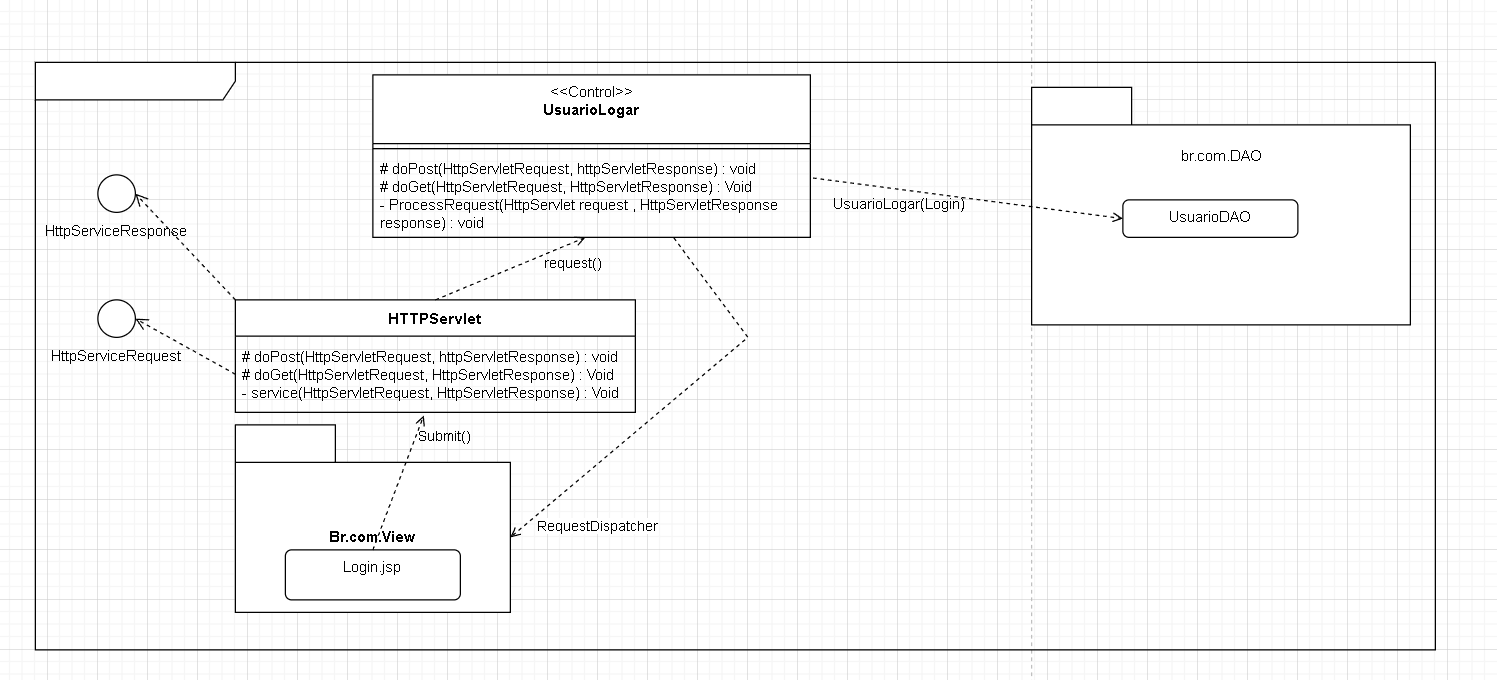 <<Control>>
UsuarioLogar
# doPost(HttpServletRequest, httpServletResponse) : void
# doGet(HttpServletRequest, HttpServletResponse) : Void
- ProcessRequest(HttpServlet request , HttpServletResponse
response) : void
br.com.DAO
UsuarioDAO
UsuarioLogar(Login)
HttpServiceResponse
request()
HTTPServlet
# doPost(HttpServletRequest, httpServletResponse) : void
# doGet(HttpServletRequest, HttpServletResponse) : Void
- service(HttpServletRequest, HttpServletResponse) : Void
HttpServiceRequest
Submit()
RequestDispatcher
Br.com.View
Login.jsp